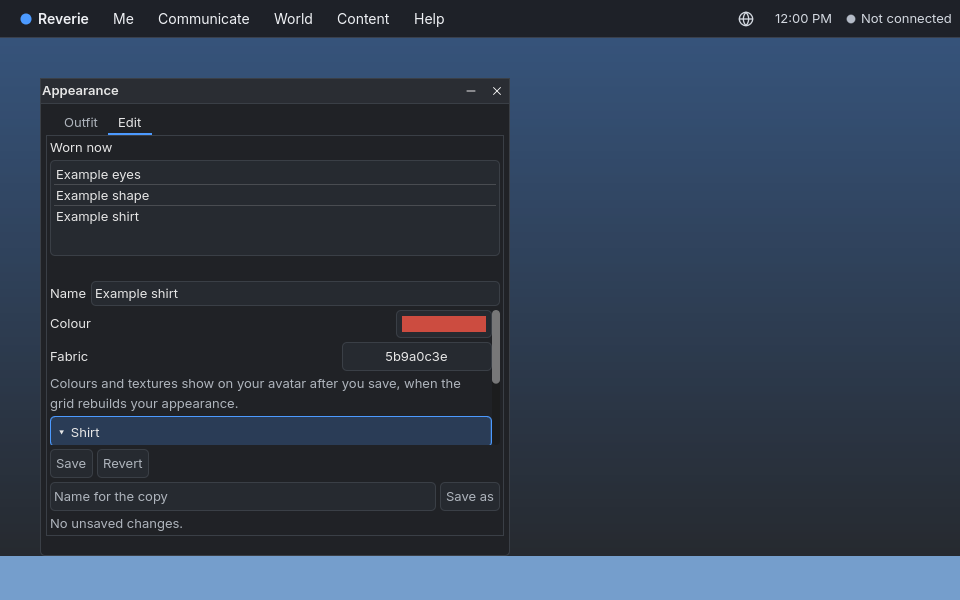 Reverie Me Communicate World Content Help 12:00 PM Not connected
Appearance
Outfit Edit
Worn now
Example eyes
Example shape
Example shirt
Name Example shirt
Colour
Fabric 5b9a0c3e
Colours and textures show on your avatar after you save, when the
grid rebuilds your appearance.
Shirt
Save Revert
Name for the copy Save as
No unsaved changes.